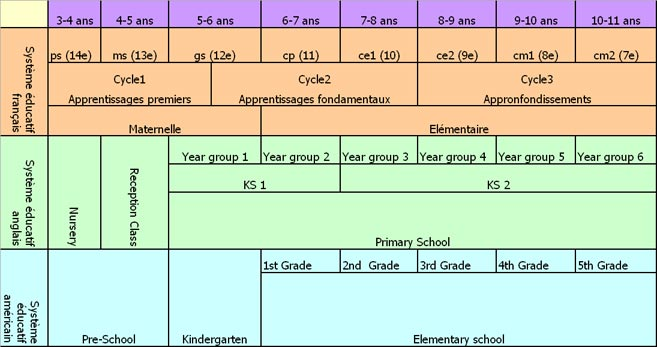 3-4 ans 4-5 ans 5-6 ans 6-7 ans 7-8 ans 8-9 ans 9-10 ans 10-11 ans
Système éducatif
français
ps (14e) ms (13e) gs (12e) cp (11) ce1 (10) ce2 (9e) cm1 (8e) cm2 (7e)
Cycle1 Cycle2 Cycle3
Apprentissages premiers Apprentissages fondamentaux Appronfondissements
Maternelle Elémentaire
Système éducatif
anglais
Nursery
Reception Class
Year group 1 Year group 2 Year group 3 Year group 4 Year group 5 Year group 6
KS 1 KS 2
Primary School
Système
éducatif
américain
1st Grade 2nd Grade 3rd Grade 4th Grade 5th Grade
Pre-School Kindergarten Elementary school